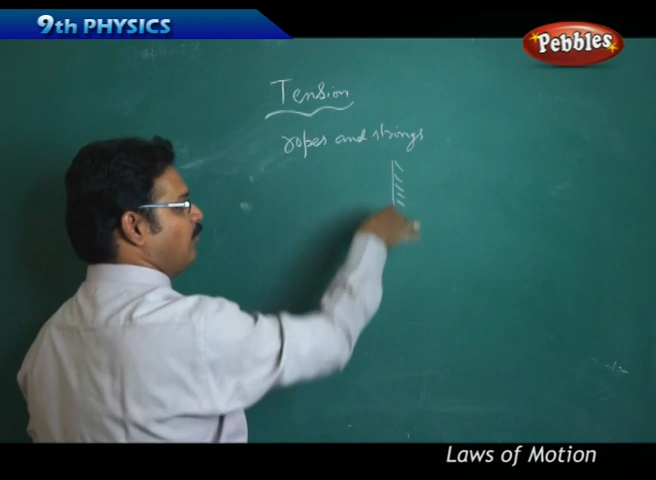 9th PHYSICS
Pebbles
Tension
ropes and strings
Laws of Motion